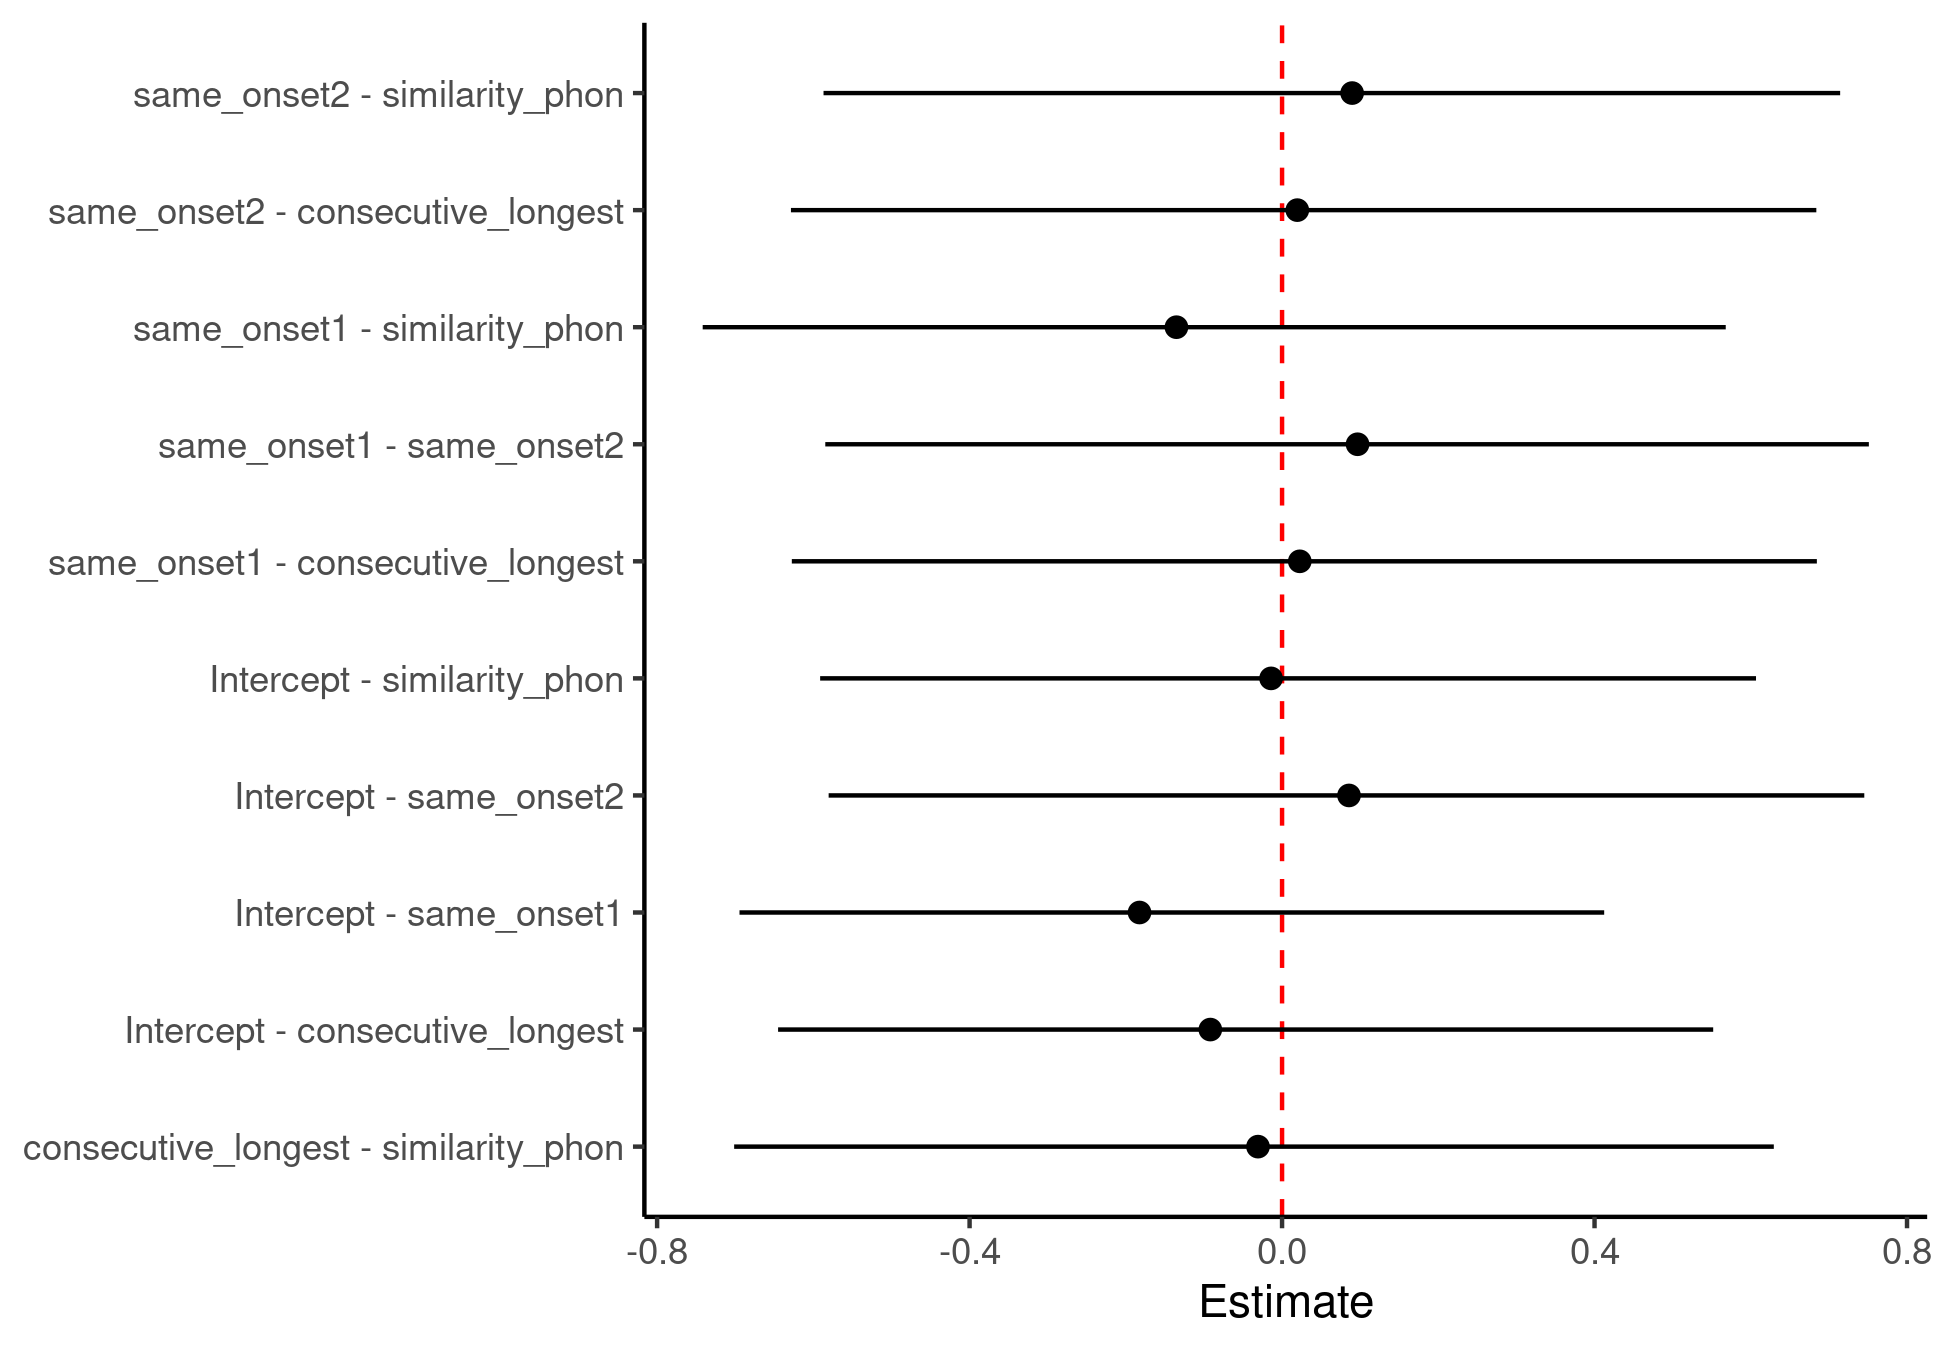 same_onset2 - similarity_phon
same_onset2 - consecutive_longest
same_onset1 - similarity_phon
same_onset1 - same_onset2
same_onset1 - consecutive_longest
Intercept - similarity_phon
Intercept - same_onset2
Intercept - same_onset1
Intercept - consecutive_longest
consecutive_longest - similarity_phon
-0.8 -0.4 0.0 0.4 0.8
Estimate